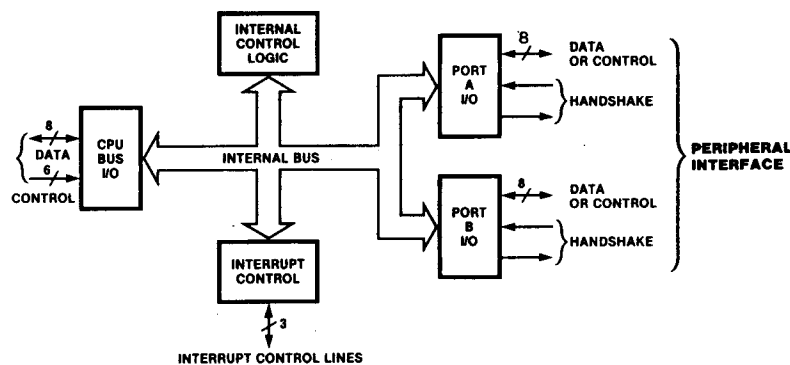 INTERNAL
CONTROL
LOGIC
8
DATA
6
CONTROL
CPU
BUS
I/O
INTERNAL BUS
INTERRUPT
CONTROL
3
INTERRUPT CONTROL LINES
PORT
A
I/O
8
DATA
OR CONTROL
HANDSHAKE
PORT
B
I/O
8
DATA
OR CONTROL
HANDSHAKE
PERIPHERAL
INTERFACE